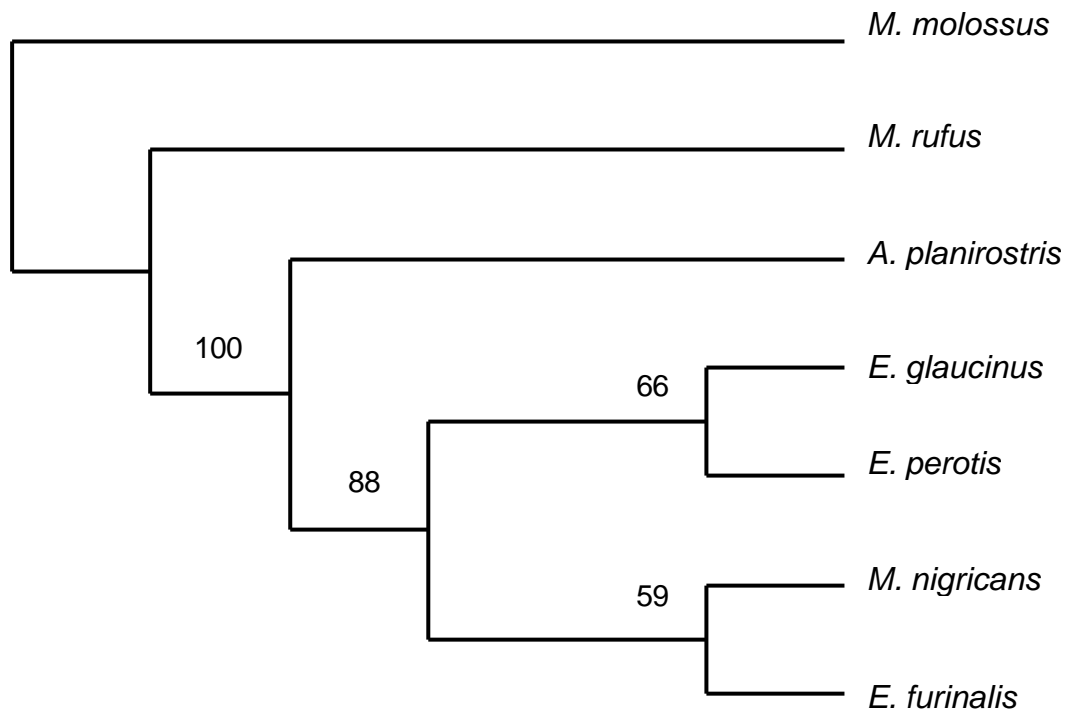 M. molossus
M. rufus
A. planirostris
100
E. glaucinus
66
E. perotis
88
M. nigricans
59
E. furinalis